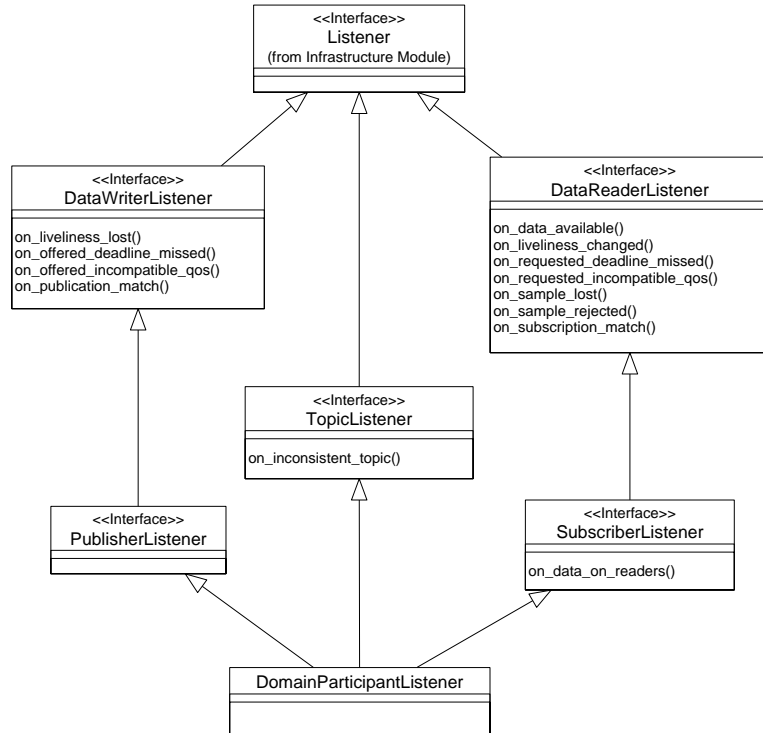 <<Interface>>
Listener
(from Infrastructure Module)
<<Interface>>
DataWriterListener
on_liveliness_lost()
on_offered_deadline_missed()
on_offered_incompatible_qos()
on_publication_match()
<<Interface>>
DataReaderListener
on_data_available()
on_liveliness_changed()
on_requested_deadline_missed()
on_requested_incompatible_qos()
on_sample_lost()
on_sample_rejected()
on_subscription_match()
<<Interface>>
TopicListener
on_inconsistent_topic()
<<Interface>>
PublisherListener
<<Interface>>
SubscriberListener
on_data_on_readers()
DomainParticipantListener